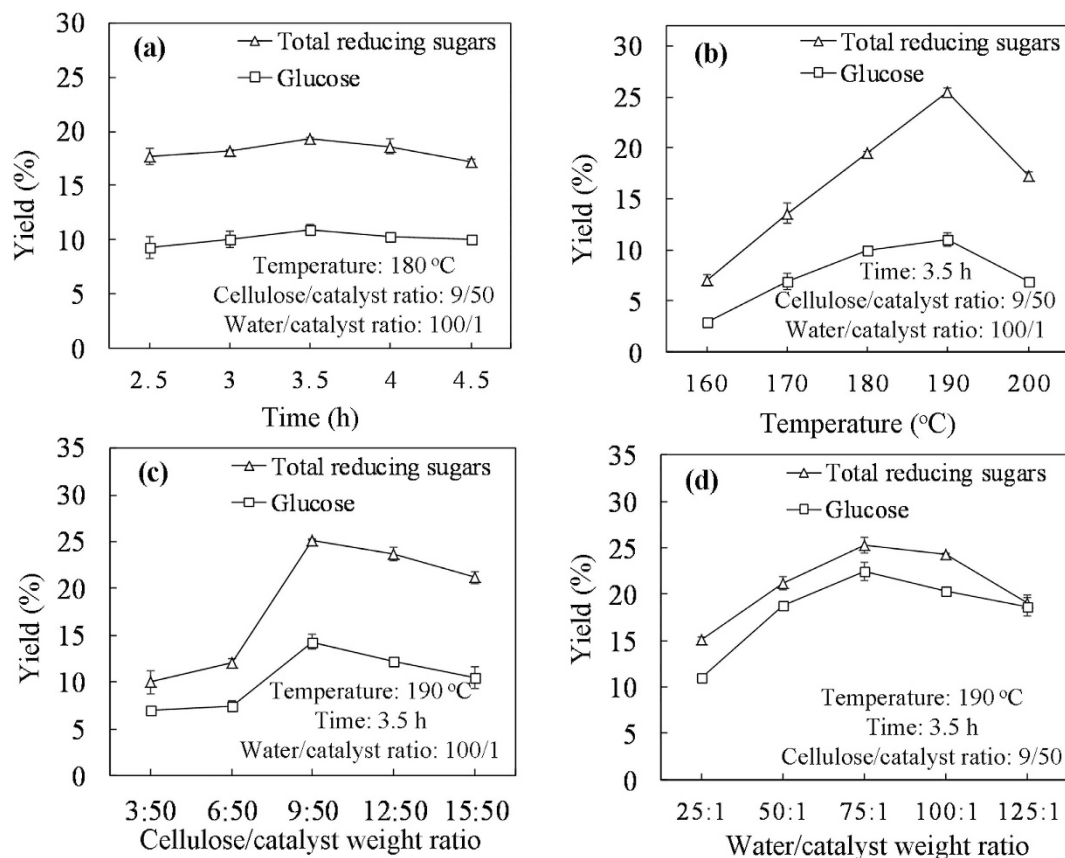 (a)
Total reducing sugars
Glucose
Yield (%)
30
25
20
15
10
5
0
Temperature: 180 °C
Cellulose/catalyst ratio: 9/50
Water/catalyst ratio: 100/1
2.5 3 3.5 4 4.5
Time (h)
(b)
Total reducing sugars
Glucose
Yield (%)
30
25
20
15
10
5
0
Time: 3.5 h
Cellulose/catalyst ratio: 9/50
Water/catalyst ratio: 100/1
160 170 180 190 200
Temperature (°C)
(c)
Total reducing sugars
Glucose
Yield (%)
35
30
25
20
15
10
5
0
Temperature: 190 °C
Time: 3.5 h
Water/catalyst ratio: 100/1
3:50 6:50 9:50 12:50 15:50
Cellulose/catalyst weight ratio
(d)
Total reducing sugars
Glucose
Yield (%)
35
30
25
20
15
10
5
0
Temperature: 190 °C
Time: 3.5 h
Cellulose/catalyst ratio: 9/50
25:1 50:1 75:1 100:1 125:1
Water/catalyst weight ratio